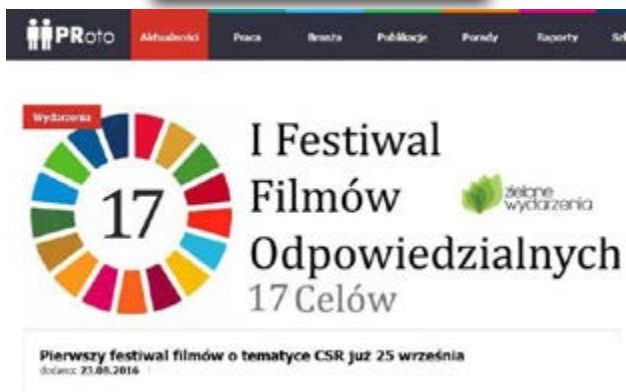 PRoto Aktualności Praca Branża Publikacje Porady Raporty
Wydarzenia
17
I Festiwal
Filmów
Odpowiedzialnych
17 Celów
zielone
wydarzenia
Pierwszy festiwal filmów o tematyce CSR już 25 września
dodano: 23.08.2016